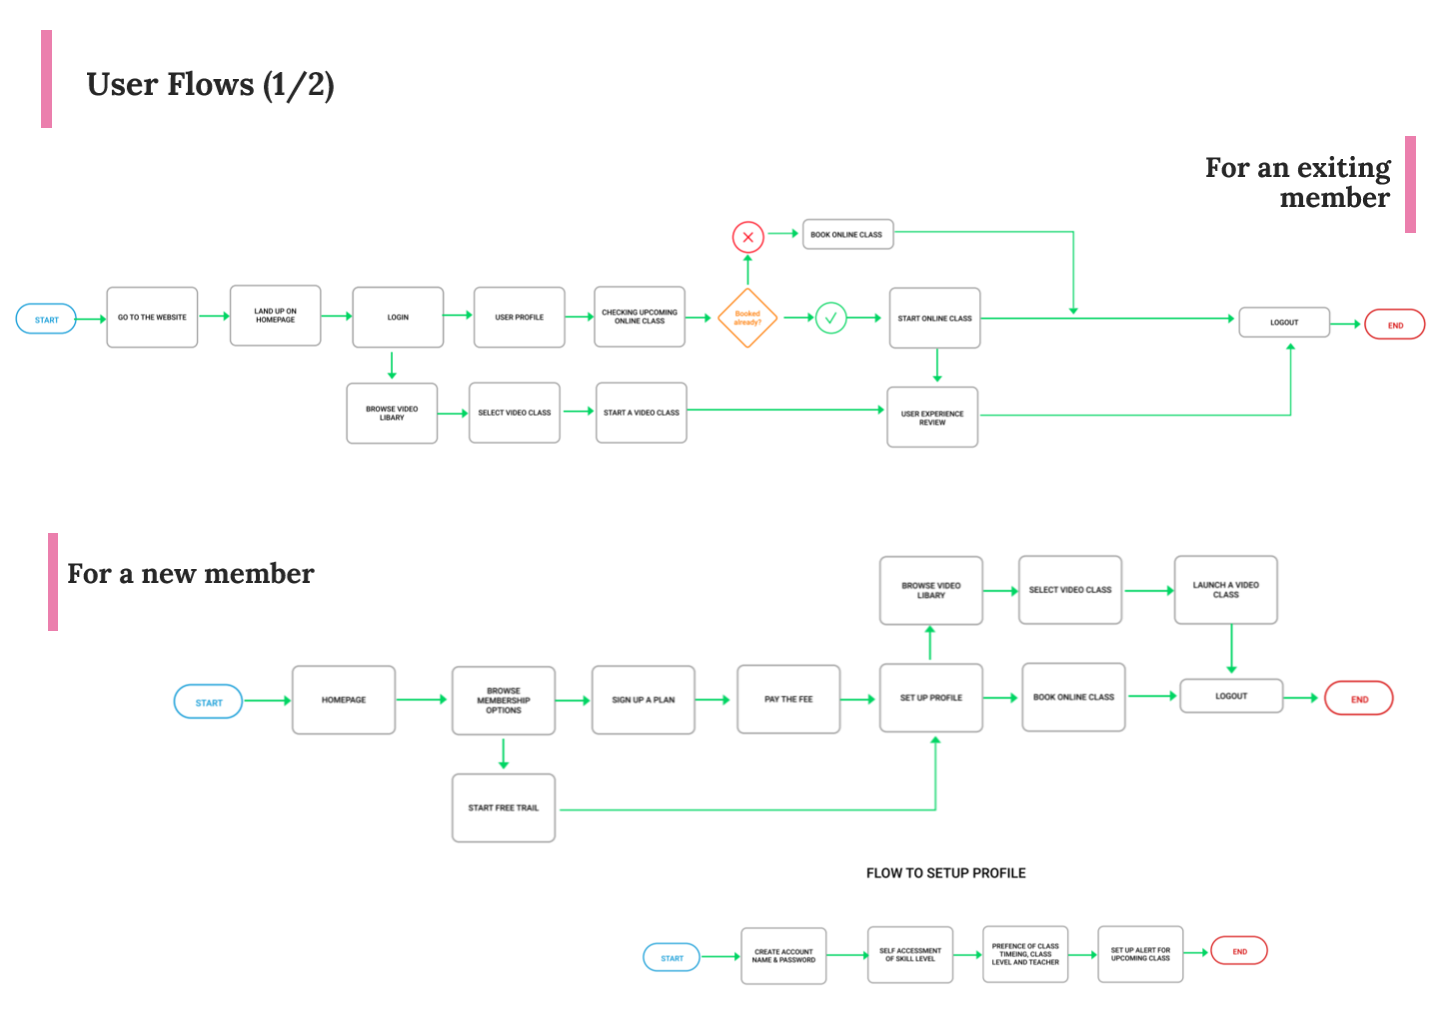 User Flows (1/2)
For an exiting
member
START
GO TO THE WEBSITE
LAND UP ON
HOMEPAGE
LOGIN
USER PROFILE
CHECKING UPCOMING
ONLINE CLASS
Booked
already?
BOOK ONLINE CLASS
START ONLINE CLASS
LOGOUT
END
BROWSE VIDEO
LIBARY
SELECT VIDEO CLASS
START A VIDEO CLASS
USER EXPERIENCE
REVIEW
For a new member
START
HOMEPAGE
BROWSE
MEMBERSHIP
OPTIONS
SIGN UP A PLAN
PAY THE FEE
SET UP PROFILE
BOOK ONLINE CLASS
LOGOUT
END
BROWSE VIDEO
LIBARY
SELECT VIDEO CLASS
LAUNCH A VIDEO
CLASS
START FREE TRAIL
FLOW TO SETUP PROFILE
START
CREATE ACCOUNT
NAME & PASSWORD
SELF ACCESSMENT
OF SKILL LEVEL
PREFENCE OF CLASS
TIMEING, CLASS
LEVEL AND TEACHER
SET UP ALERT FOR
UPCOMING CLASS
END